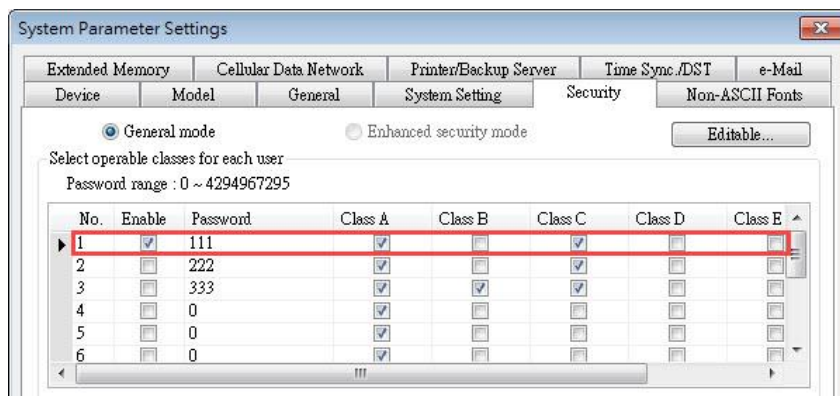 System Parameter Settings
Extended Memory Cellular Data Network Printer/Backup Server Time Sync./DST e-Mail
Device Model General System Setting Security Non-ASCII Fonts
General mode Enhanced security mode Editable...
Select operable classes for each user
Password range : 0 ~ 4294967295
No. Enable Password Class A Class B Class C Class D Class E
1 111
2 222
3 333
4 0
5 0
6 0